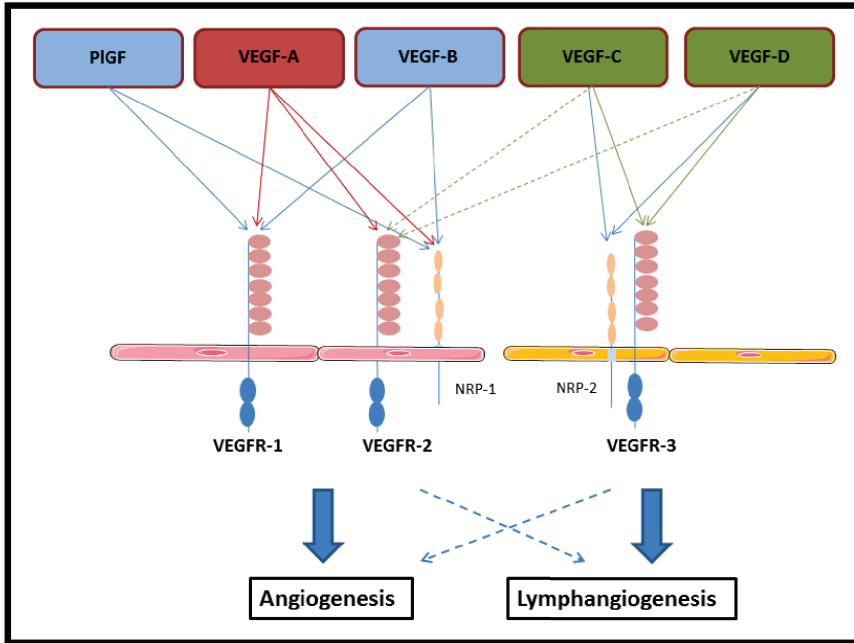 PlGF
VEGF-A
VEGF-B
VEGF-C
VEGF-D
NRP-1
NRP-2
VEGFR-1
VEGFR-2
VEGFR-3
Angiogenesis
Lymphangiogenesis